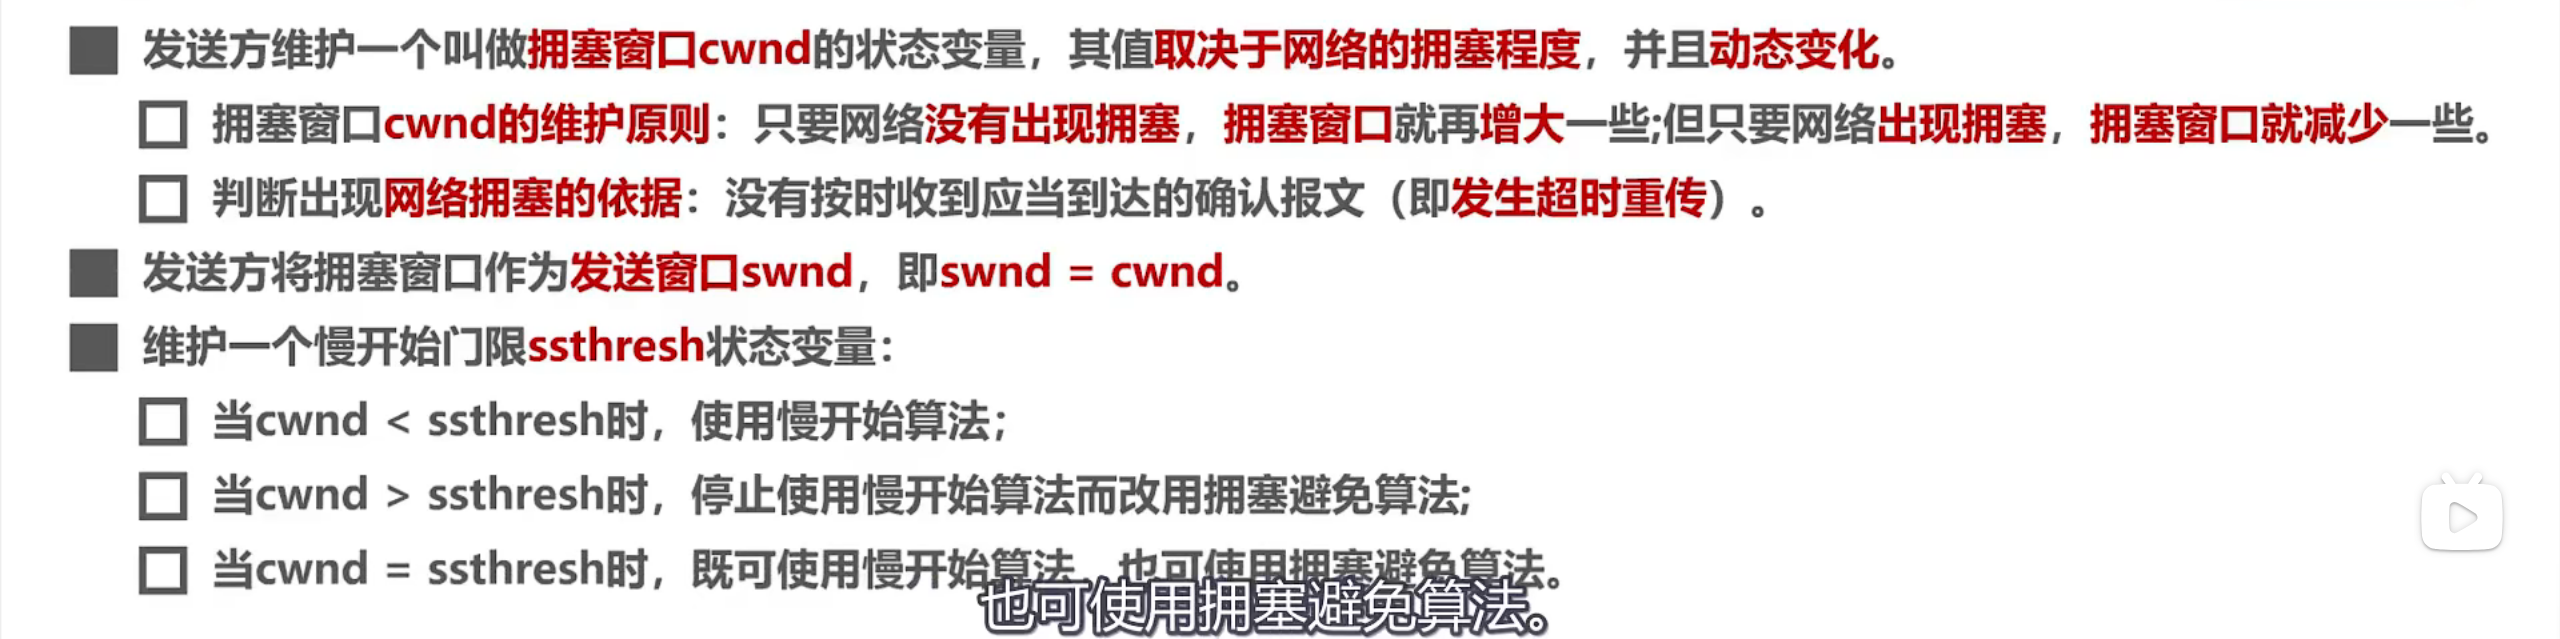 发送方维护一个叫做拥塞窗口cwnd的状态变量，其值取决于网络的拥塞程度，并且动态变化。
拥塞窗口cwnd的维护原则：只要网络没有出现拥塞，拥塞窗口就再增大一些;但只要网络出现拥塞，拥塞窗口就减少一些。
判断出现网络拥塞的依据：没有按时收到应当到达的确认报文（即发生超时重传）。
发送方将拥塞窗口作为发送窗口swnd，即swnd = cwnd。
维护一个慢开始门限ssthresh状态变量：
当cwnd < ssthresh时，使用慢开始算法；
当cwnd > ssthresh时，停止使用慢开始算法而改用拥塞避免算法;
当cwnd = ssthresh时，既可使用慢开始算法，也可使用拥塞避免算法。
也可使用拥塞避免算法。